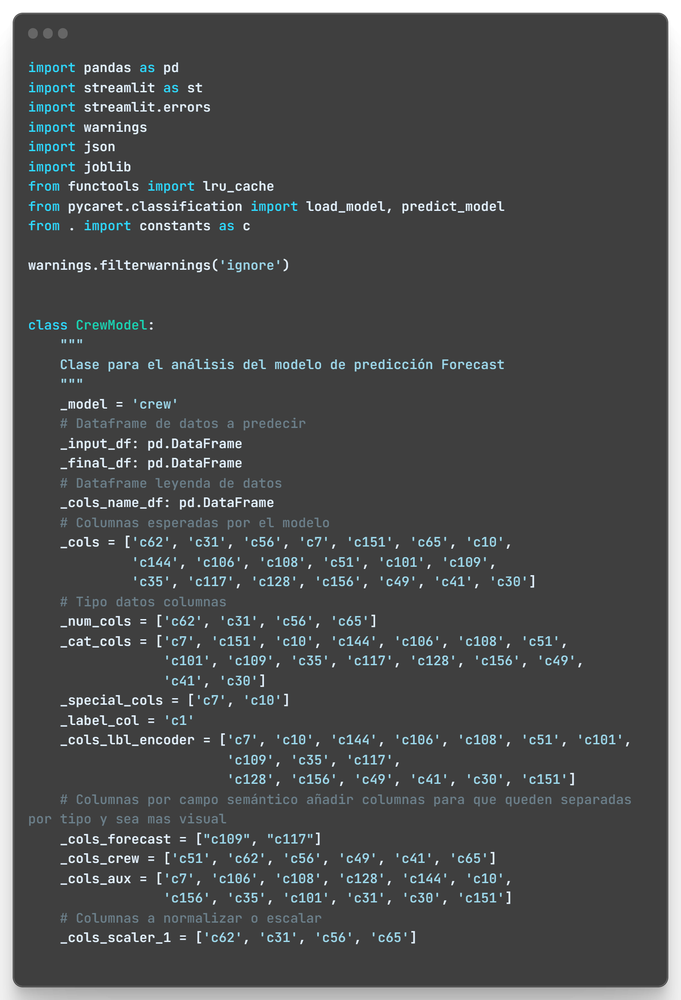 import pandas as pd
import streamlit as st
import streamlit.errors
import warnings
import json
import joblib
from functools import lru_cache
from pycaret.classification import load_model, predict_model
from . import constants as c

warnings.filterwarnings('ignore')


class CrewModel:
    """
    Clase para el análisis del modelo de predicción Forecast
    """
    _model = 'crew'
    # Dataframe de datos a predecir
    _input_df: pd.DataFrame
    _final_df: pd.DataFrame
    # Dataframe leyenda de datos
    _cols_name_df: pd.DataFrame
    # Columnas esperadas por el modelo
    _cols = ['c62', 'c31', 'c56', 'c7', 'c151', 'c65', 'c10',
             'c144', 'c106', 'c108', 'c51', 'c101', 'c109',
             'c35', 'c117', 'c128', 'c156', 'c49', 'c41', 'c30']
    # Tipo datos columnas
    _num_cols = ['c62', 'c31', 'c56', 'c65']
    _cat_cols = ['c7', 'c151', 'c10', 'c144', 'c106', 'c108', 'c51',
                 'c101', 'c109', 'c35', 'c117', 'c128', 'c156', 'c49',
                 'c41', 'c30']
    _special_cols = ['c7', 'c10']
    _label_col = 'c1'
    _cols_lbl_encoder = ['c7', 'c10', 'c144', 'c106', 'c108', 'c51', 'c101',
                         'c109', 'c35', 'c117',
                         'c128', 'c156', 'c49', 'c41', 'c30', 'c151']
    # Columnas por campo semántico añadir columnas para que queden separadas
por tipo y sea mas visual
    _cols_forecast = ["c109", "c117"]
    _cols_crew = ['c51', 'c62', 'c56', 'c49', 'c41', 'c65']
    _cols_aux = ['c7', 'c106', 'c108', 'c128', 'c144', 'c10',
                 'c156', 'c35', 'c101', 'c31', 'c30', 'c151']
    # Columnas a normalizar o escalar
    _cols_scaler_1 = ['c62', 'c31', 'c56', 'c65']